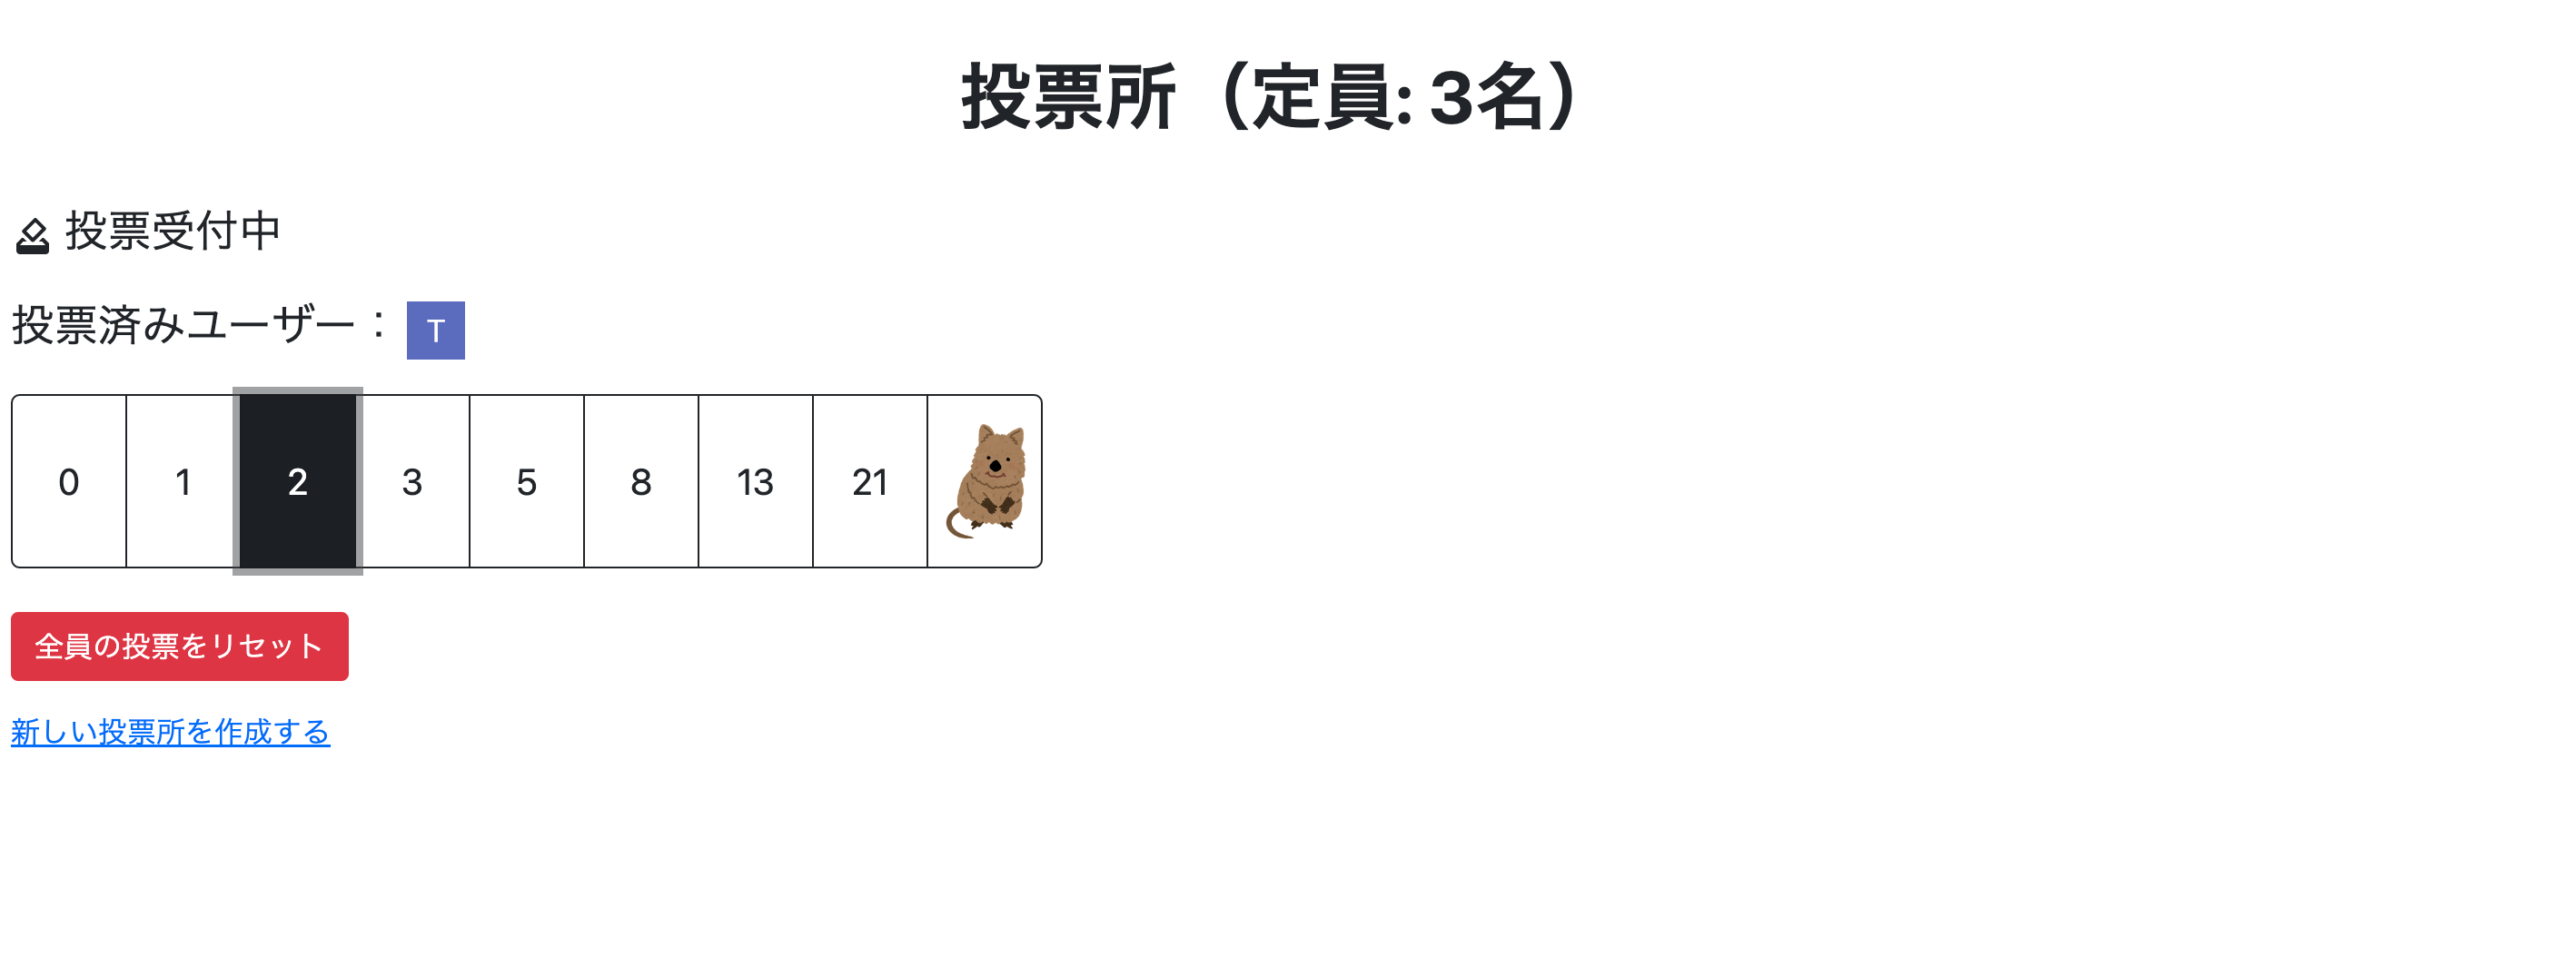 投票所（定員: 3名）
投票受付中
投票済みユーザー： T
0 1 2 3 5 8 13 21
全員の投票をリセット
新しい投票所を作成する